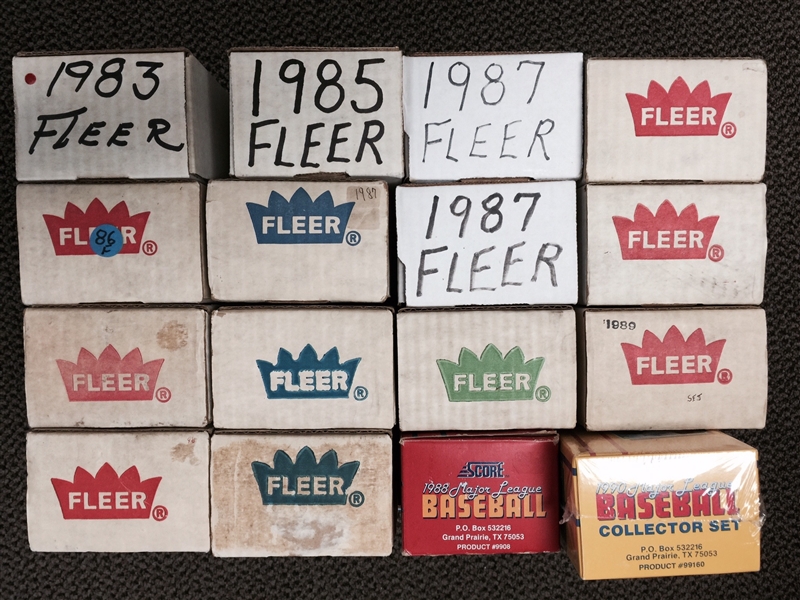 1983
FLEER
1985
FLEER
1987
FLEER
FLEER ®
FL R ®
86
F
1987
FLEER ®
1987
FLEER
FLEER ®
FLEER ®
FLEER ®
FLEER ®
'1989
FLEER ®
FLEER ®
FLEER ®
SCORE
1988 Major League
BASEBALL
P.O. Box 532216
Grand Prairie, TX 75053
PRODUCT #9908
1990 Major League
BASEBALL
COLLECTOR SET
P.O. Box 532216
Grand Prairie, TX 75053
PRODUCT #99160